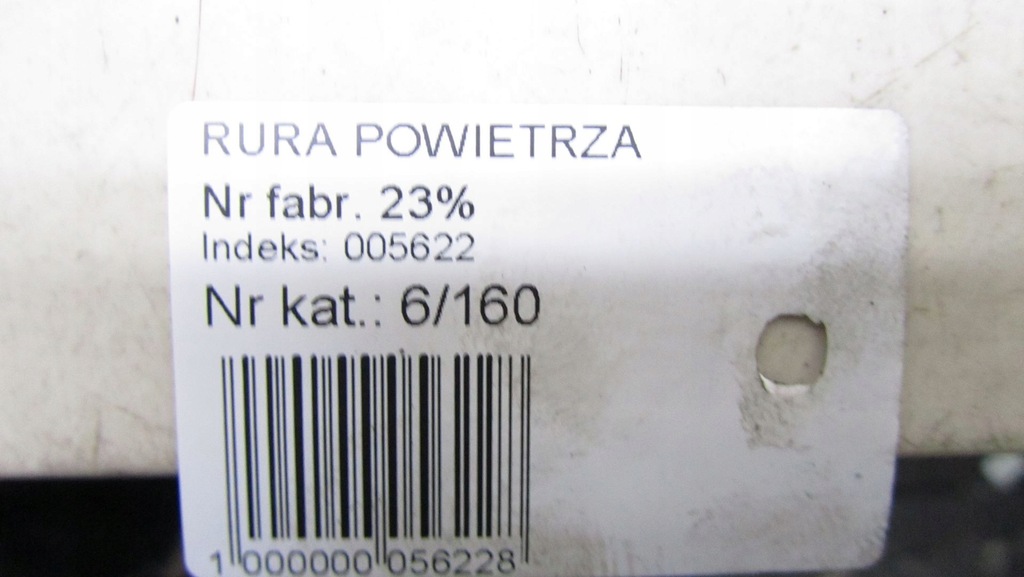 RURA POWIETRZA
Nr fabr. 23%
Indeks: 005622
Nr kat.: 6/160
1 000000 056228